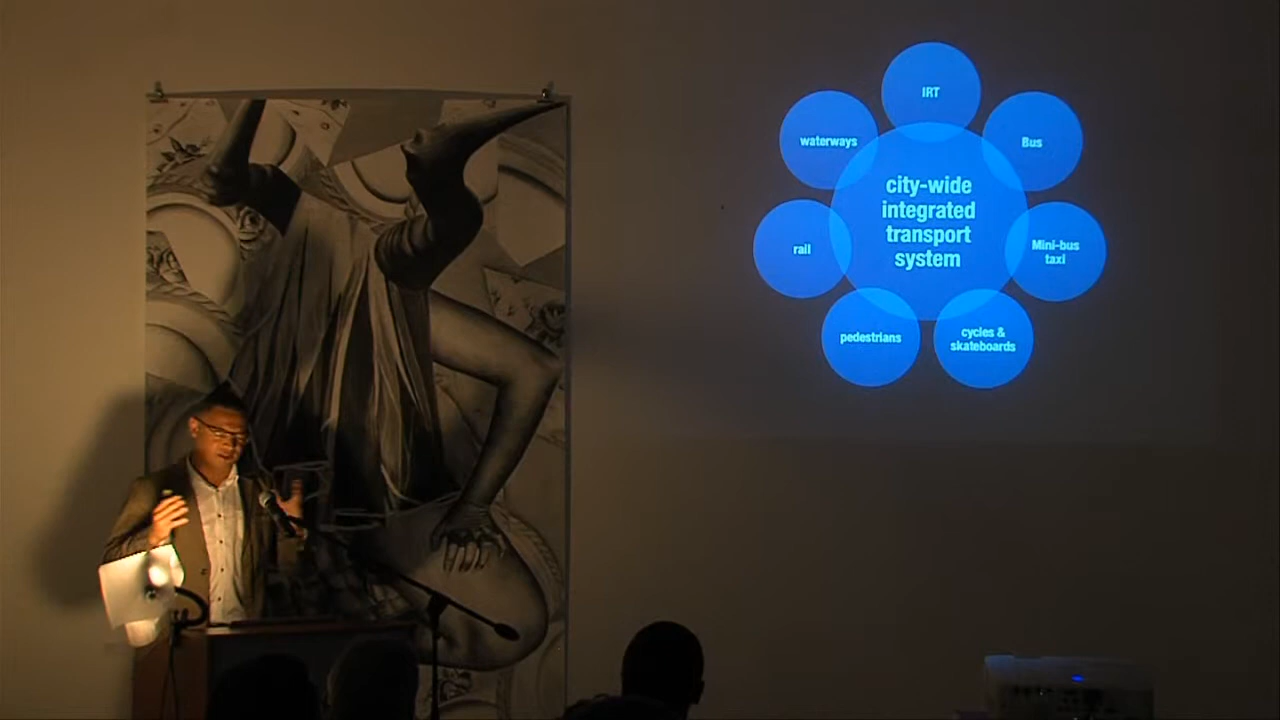 IRT
waterways
Bus
city-wide
integrated
transport
system
rail
Mini-bus
taxi
pedestrians
cycles &
skateboards